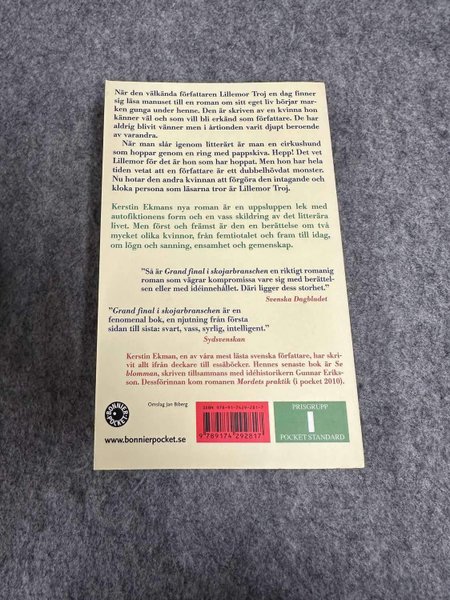 När den välkända författaren Lillemor Troj en dag finner
sig läsa manuset till en roman om sitt eget liv börjar mar-
ken gunga under henne. Den är skriven av en kvinna hon
känner väl och som vill bli erkänd som författare. De har
aldrig blivit vänner men i årtionden varit djupt beroende
av varandra.
När man slår igenom litterärt är man en cirkushund
som hoppar genom en ring med pappskiva. Hepp! Det vet
Lillemor för det är hon som har hoppat. Men hon har hela
tiden vetat att en författare är ett dubbelhövdat monster.
Nu hotar den andra kvinnan att förgöra den intagande och
kloka persona som läsarna tror är Lillemor Troj.
Kerstin Ekmans nya roman är en uppsluppen lek med
autofiktionens form och en vass skildring av det litterära
livet. Men först och främst är den en berättelse om två
mycket olika kvinnor, från femtiotalet och fram till idag,
om lögn och sanning, ensamhet och gemenskap.
”Så är Grand final i skojarbranschen en riktigt romanig
roman som vågrar kompromissa vare sig med berättel-
sen eller med idéinnehållet. Däri ligger dess storhet.”
Svenska Dagbladet
”Grand final i skojarbranschen är en
fenomenal bok, en njutning från första
sidan till sista: svart, vass, syrlig, intelligent.”
Sydsvenskan
Kerstin Ekman, en av våra mest lästa svenska författare, har skri-
vit allt ifrån deckare till essäböcker. Hennes senaste bok är Se
blomman, skriven tillsammans med idéhistorikern Gunnar Eriks-
son. Dessförinnan kom romanen Mordets praktik (i pocket 2010).
Omslag Jan Biberg
BONNIER
POCKET
www.bonnierpocket.se
ISBN 978-91-7429-281-7
9 789174 292817
PRISGRUPP
1
POCKET STANDARD